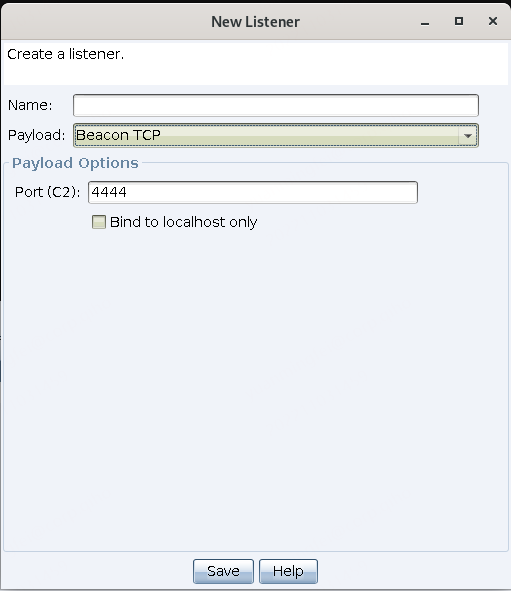 New Listener
Create a listener.
Name:
Payload: Beacon TCP
Payload Options
Port (C2): 4444
Bind to localhost only
Save Help